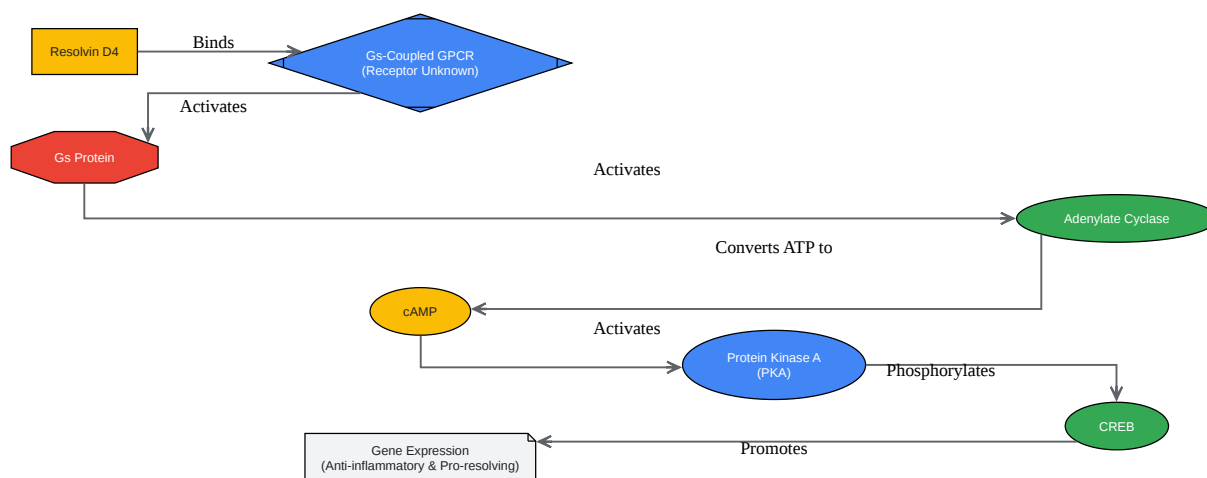 Resolvin D4
Binds
Gs-Coupled GPCR
(Receptor Unknown)
Activates
Gs Protein
Activates
Adenylate Cyclase
Converts ATP to
cAMP
Activates
Protein Kinase A
(PKA)
Phosphorylates
CREB
Promotes
Gene Expression
(Anti-inflammatory & Pro-resolving)